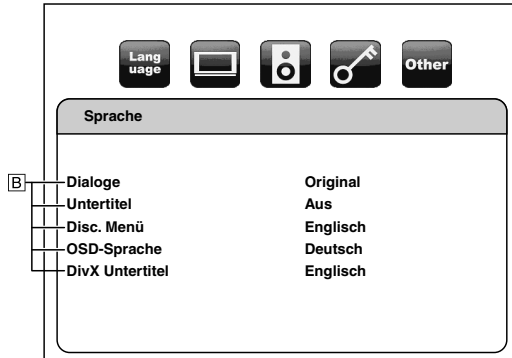 Lang
uage
Other
Sprache
B
Dialoge Original
Untertitel Aus
Disc. Menü Englisch
OSD-Sprache Deutsch
DivX Untertitel Englisch